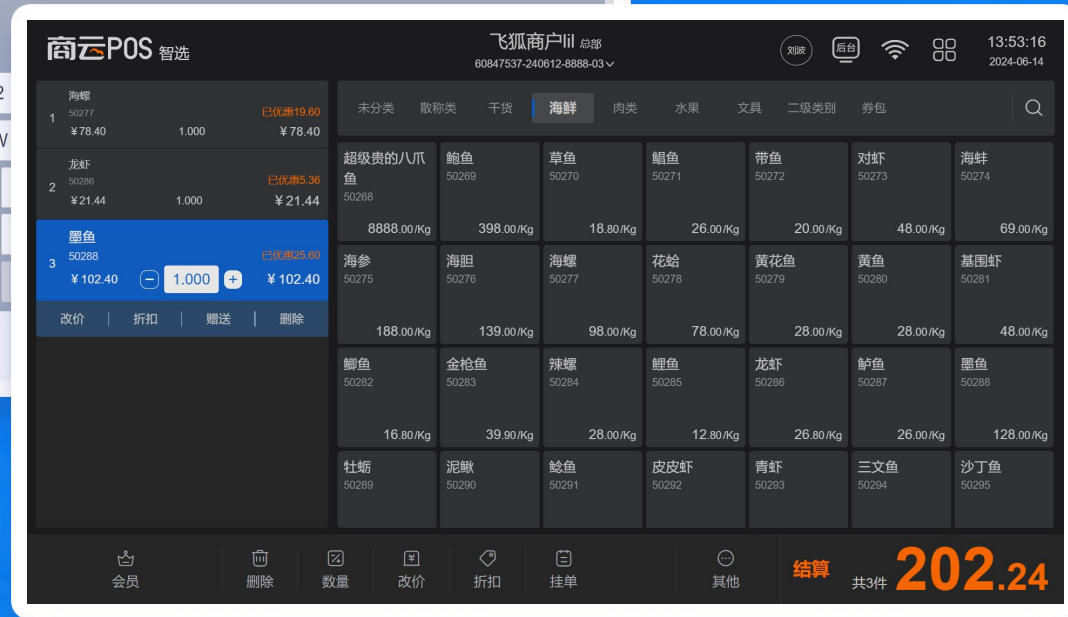 商云POS 智选
飞狐商户lil 总部
60847537-240612-8888-03
刘波
后台
13:53:16
2024-06-14
1
海螺
50277
已优惠19.60
￥78.40 1.000 ￥78.40
2
龙虾
50286
已优惠5.36
￥21.44 1.000 ￥21.44
3
墨鱼
50288
已优惠25.60
￥102.40 1.000 ￥102.40
改价 折扣 赠送 删除
未分类 散称类 干货 海鲜 肉类 水果 文具 二级类别 券包
超级贵的八爪鱼
50268
8888.00/Kg
鲍鱼
50269
398.00/Kg
草鱼
50270
18.80/Kg
鲳鱼
50271
26.00/Kg
带鱼
50272
20.00/Kg
对虾
50273
48.00/Kg
海蚌
50274
69.00/Kg
海参
50275
188.00/Kg
海胆
50276
139.00/Kg
海螺
50277
98.00/Kg
花蛤
50278
78.00/Kg
黄花鱼
50279
28.00/Kg
黄鱼
50280
28.00/Kg
基围虾
50281
48.00/Kg
鲫鱼
50282
16.80/Kg
金枪鱼
50283
39.90/Kg
辣螺
50284
28.00/Kg
鲤鱼
50285
12.80/Kg
龙虾
50286
26.80/Kg
鲈鱼
50287
26.00/Kg
墨鱼
50288
128.00/Kg
牡蛎
50289
泥鳅
50290
鲶鱼
50291
皮皮虾
50292
青虾
50293
三文鱼
50294
沙丁鱼
50295
会员 删除 数量 改价 折扣 挂单 其他
结算 共3件 202.24